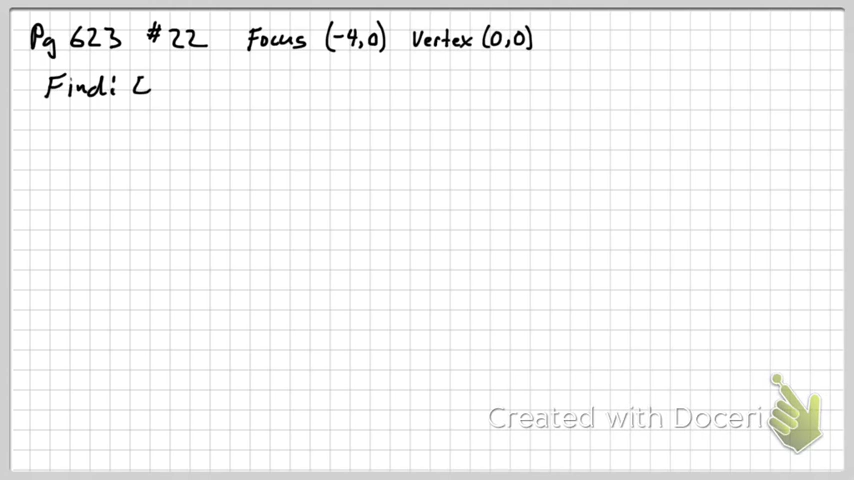 Pg 623 #22 Focus (-4,0) Vertex (0,0)
Find: [
Created with Doceri